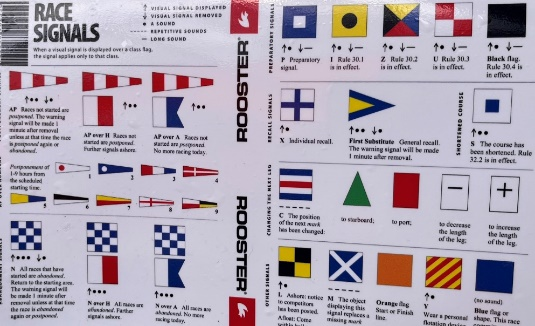 RACE
SIGNALS
VISUAL SIGNAL DISPLAYED
VISUAL SIGNAL REMOVED
A SOUND
REPETITIVE SOUNDS
LONG SOUND
When a visual signal is displayed over a class flag,
the signal applies only to that class.
AP Races not started are
postponed. The warning
signal will be made 1
minute after removal
unless at that time the race
is postponed again or
abandoned.
AP over H Races not
started are postponed.
Further signals ashore.
AP over A Races not
started are postponed.
No more racing today.
Postponement of
1-9 hours from
the scheduled
starting time.
1
2
3
4
5
6
7
8
9
N All races that have
started are abandoned.
Return to the starting area.
The warning signal will
be made 1 minute after
removal unless at that time
the race is abandoned
N over H All races are
abandoned. Further
signals ashore.
N over A All races are
abandoned. No more
racing today.
ROOSTER
ROOSTER
PREPARATORY SIGNALS
P Preparatory
signal.
I Rule 30.1
is in effect.
Z Rule 30.2
is in effect.
U Rule 30.3
is in effect.
Black flag.
Rule 30.4 is
in effect.
RECALL SIGNALS
X Individual recall.
First Substitute General recall.
The warning signal will be made
1 minute after removal.
SHORTENED COURSE
S The course has
been shortened. Rule
32.2 is in effect.
CHANGING THE NEXT LEG
C The position
of the next mark
has been changed:
to starboard;
to port;
to decrease
the length
of the leg;
to increase
the length
of the leg.
OTHER SIGNALS
L Ashore: notice
to competitors
has been posted.
Afloat: Come
M The object
displaying this
signal replaces a
missing mark
Orange flag
Start or Finish
line.
Y
Wear a personal
(no sound)
Blue flag or
shape. This race